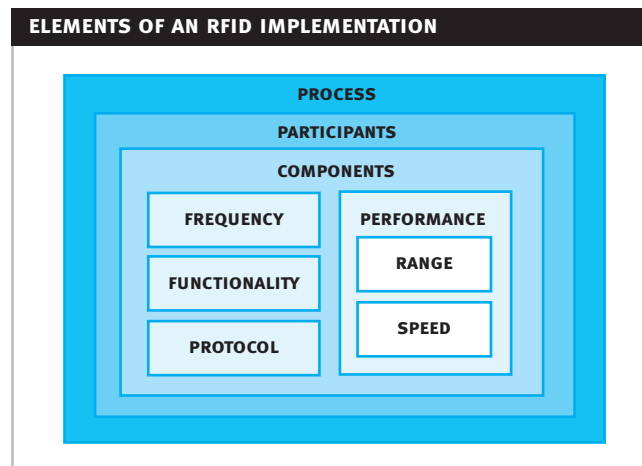 ELEMENTS OF AN RFID IMPLEMENTATION
PROCESS
PARTICIPANTS
COMPONENTS
FREQUENCY
FUNCTIONALITY
PROTOCOL
PERFORMANCE
RANGE
SPEED